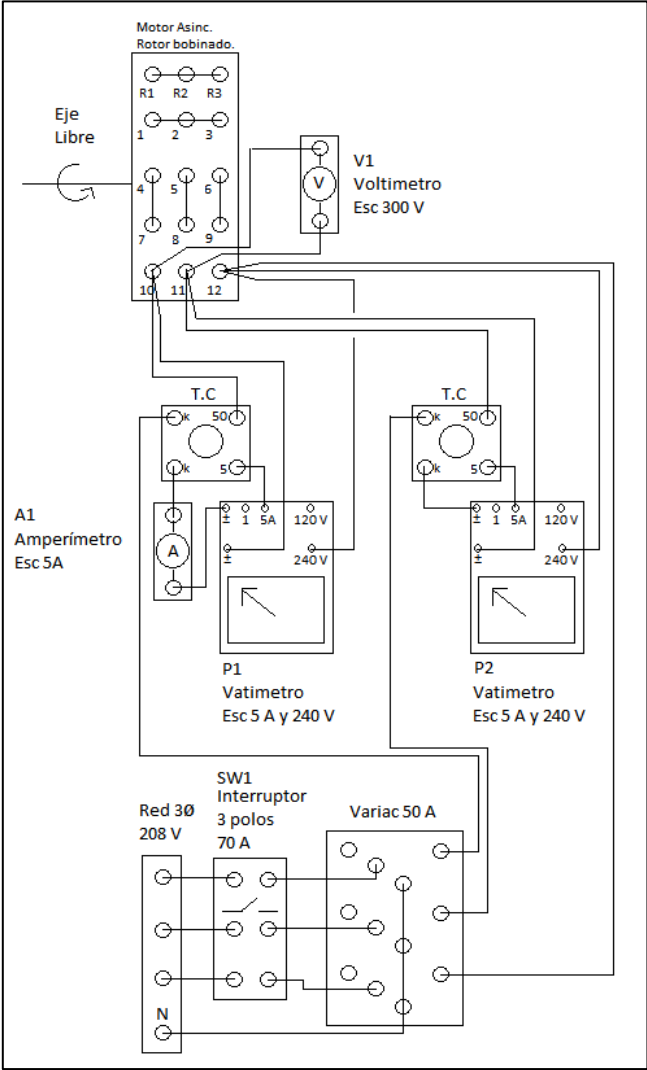 Motor Asinc.
Rotor bobinado.
R1 R2 R3
1 2 3
Eje
Libre
4 5 6
7 8 9
10 11 12
V
V1
Voltimetro
Esc 300 V
T.C
k 50
k 5
T.C
k 50
k 5
A1
Amperímetro
Esc 5A
A
± 1 5A 120 V
± 240 V
± 1 5A 120 V
± 240 V
P1
Vatimetro
Esc 5 A y 240 V
P2
Vatimetro
Esc 5 A y 240 V
Red 3Ø
208 V
SW1
Interruptor
3 polos
70 A
Variac 50 A
N